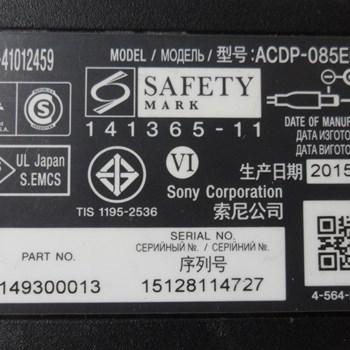 -41012459
MODEL / МОДЕЛЬ / 型号: ACDP-085E
S SAFETY
MARK
141365-11
S
UL Japan
S.EMCS
TIS 1195-2536
VI
Sony Corporation
索尼公司
DATE OF MANUF
ДАТА ИЗГОТО
ДАТА ВИГОТО
生产日期 2015
PART NO.
149300013
SERIAL NO.
СЕРИЙНЫЙ № / СЕРІЙНИЙ №
序列号
15128114727
4-564-